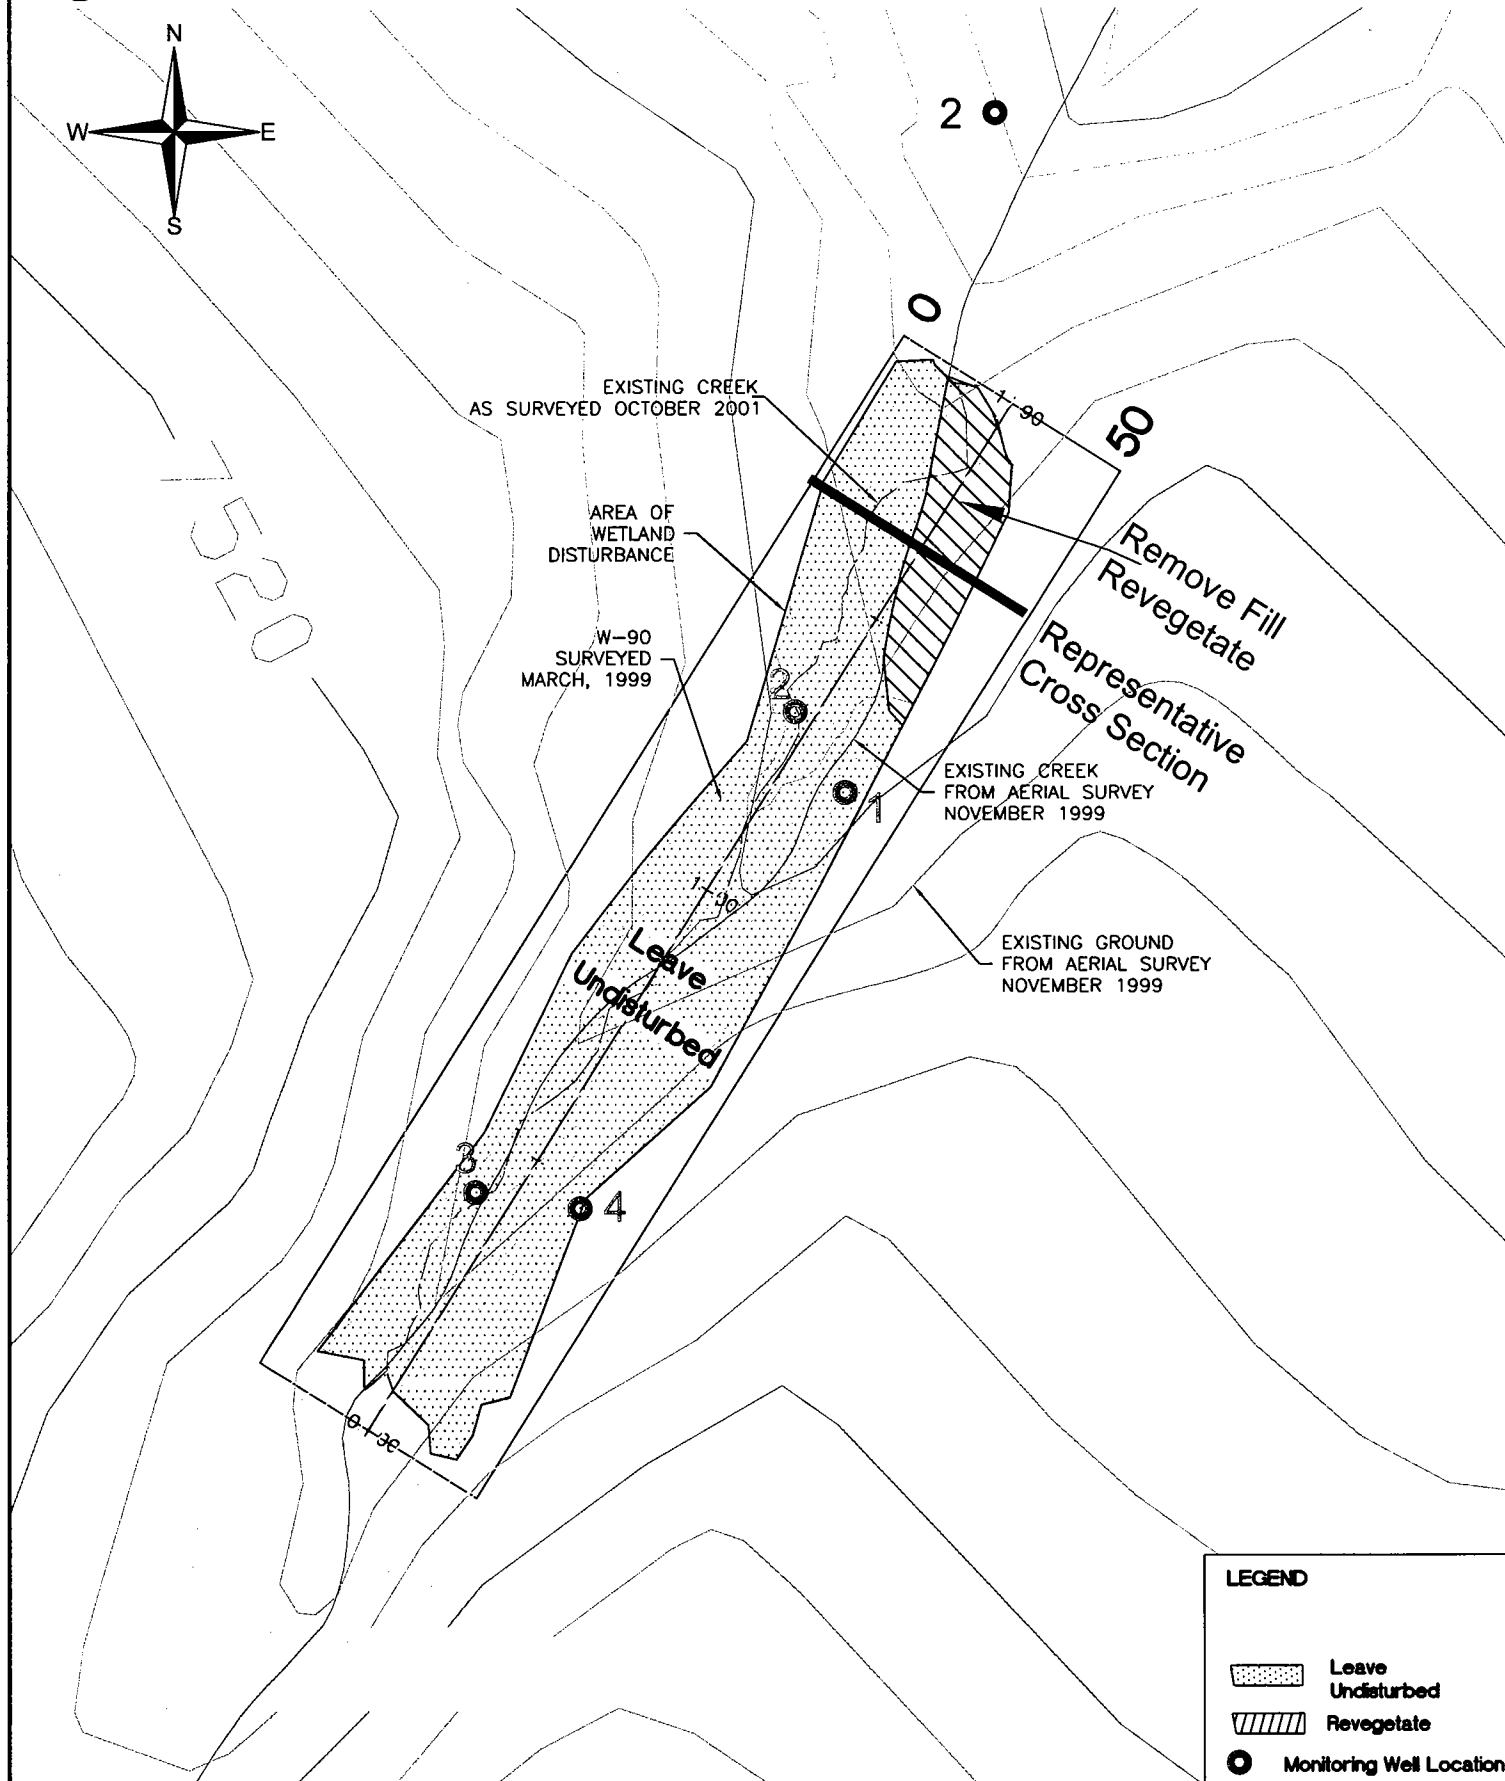 N
W E
S
2
0
50
EXISTING CREEK
AS SURVEYED OCTOBER 2001
1+90
AREA OF
WETLAND
DISTURBANCE
7520
Remove Fill
Revegetate
W-90
SURVEYED
MARCH, 1999
Representative
Cross Section
2
EXISTING CREEK
FROM AERIAL SURVEY
NOVEMBER 1999
1
Leave
Undisturbed
EXISTING GROUND
FROM AERIAL SURVEY
NOVEMBER 1999
3
4
LEGEND
Leave
Undisturbed
Revegetate
Monitoring Well Location